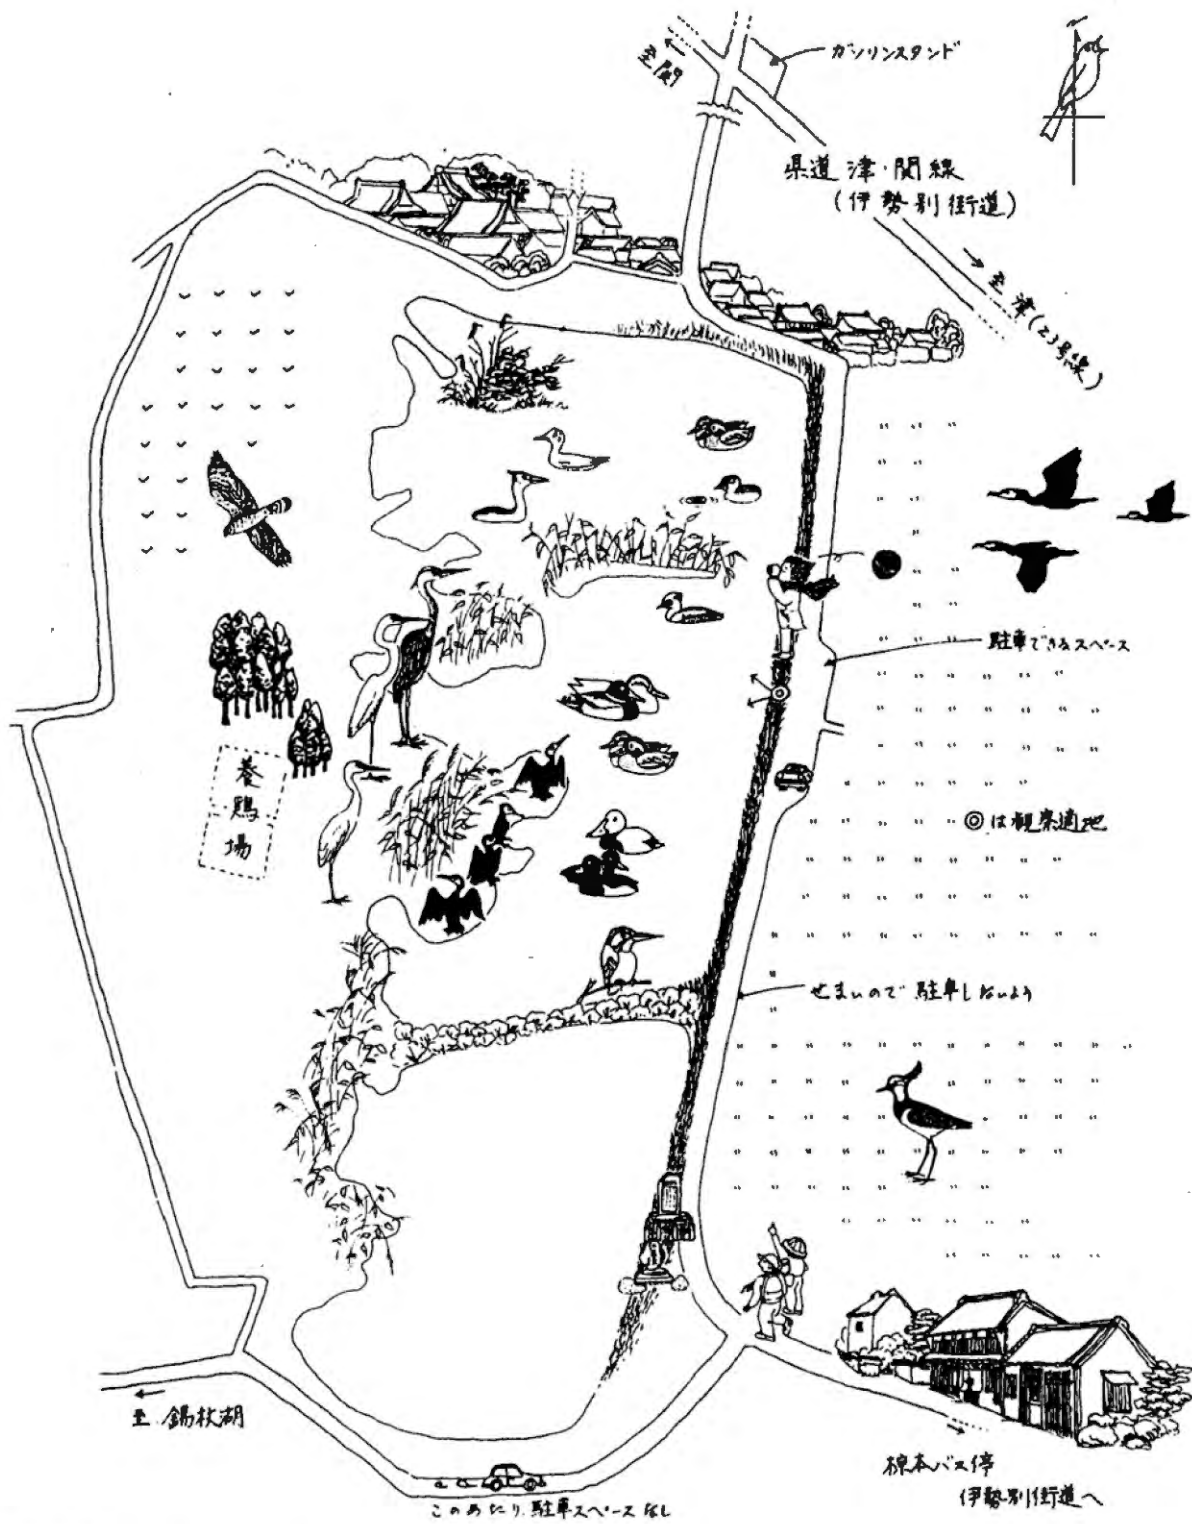 至関
ガソリンスタンド
県道 津・関線
(伊勢別街道)
→至津(23号線)
駐車できるスペース
養鶏場
◎は観察適地
せまいので駐車しないよう
至 錫杖湖
このあたり、駐車スペースなし
椋本バス停
伊勢別街道へ